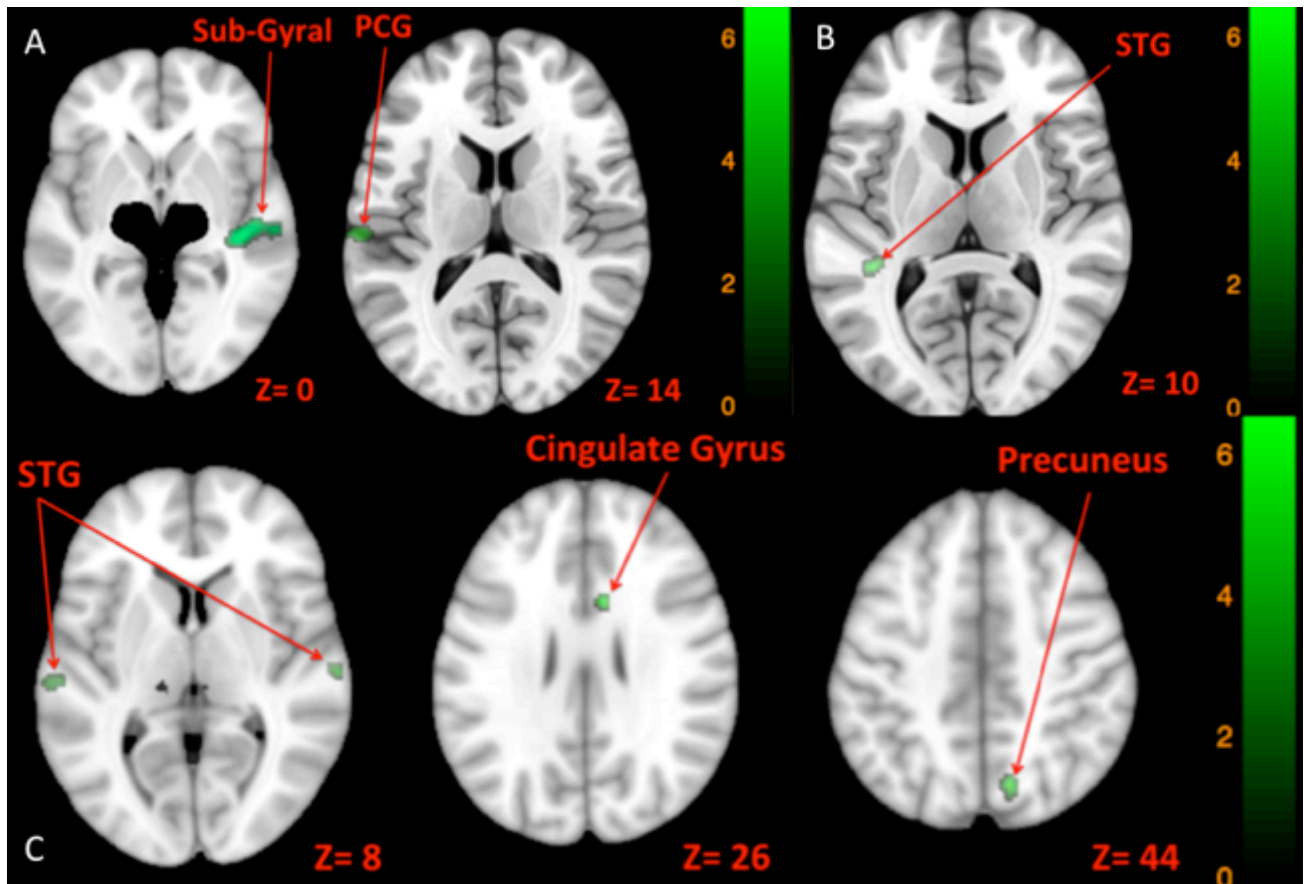 A
Sub-Gyral
PCG
6
4
2
0
Z= 0
Z= 14
B
STG
6
4
2
0
Z= 10
STG
Cingulate Gyrus
Precuneus
6
4
2
0
C
Z= 8
Z= 26
Z= 44